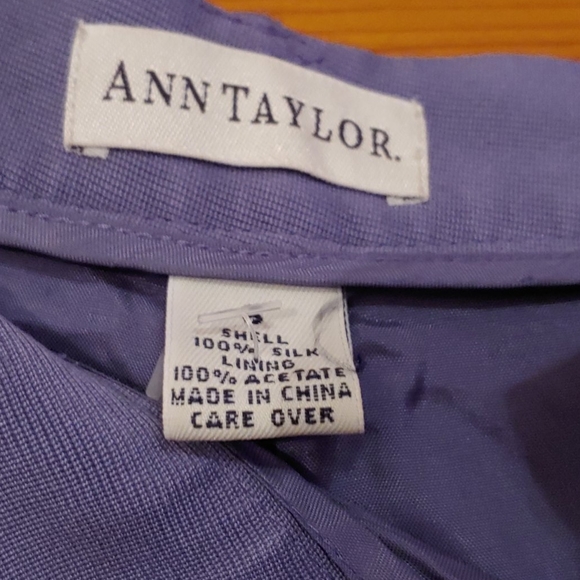 ANN TAYLOR.
SHELL
100% SILK
LINING
100% ACETATE
MADE IN CHINA
CARE OVER